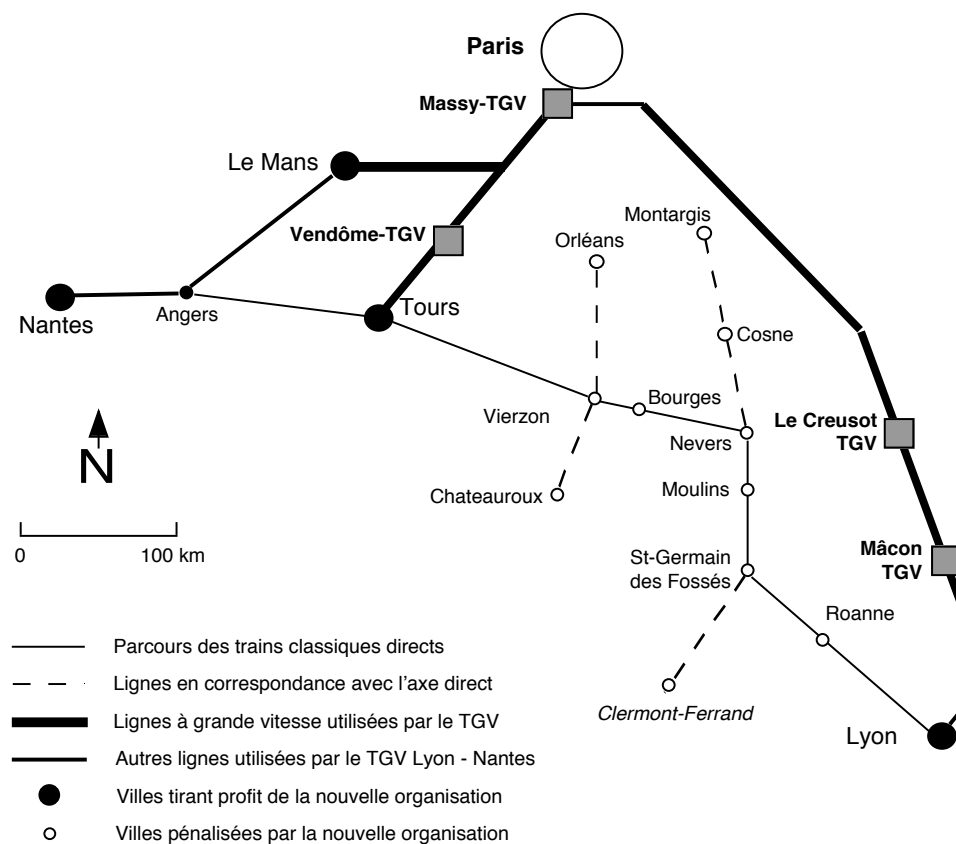 Paris
Massy-TGV
Le Mans
Montargis
Vendôme-TGV
Orléans
Nantes
Angers
Tours
Cosne
Vierzon
Bourges
Nevers
Le Creusot
TGV
N
Chateauroux
Moulins
0
100 km
St-Germain
des Fossés
Mâcon
TGV
Roanne
Clermont-Ferrand
Lyon
Parcours des trains classiques directs
Lignes en correspondance avec l'axe direct
Lignes à grande vitesse utilisées par le TGV
Autres lignes utilisées par le TGV Lyon - Nantes
Villes tirant profit de la nouvelle organisation
Villes pénalisées par la nouvelle organisation